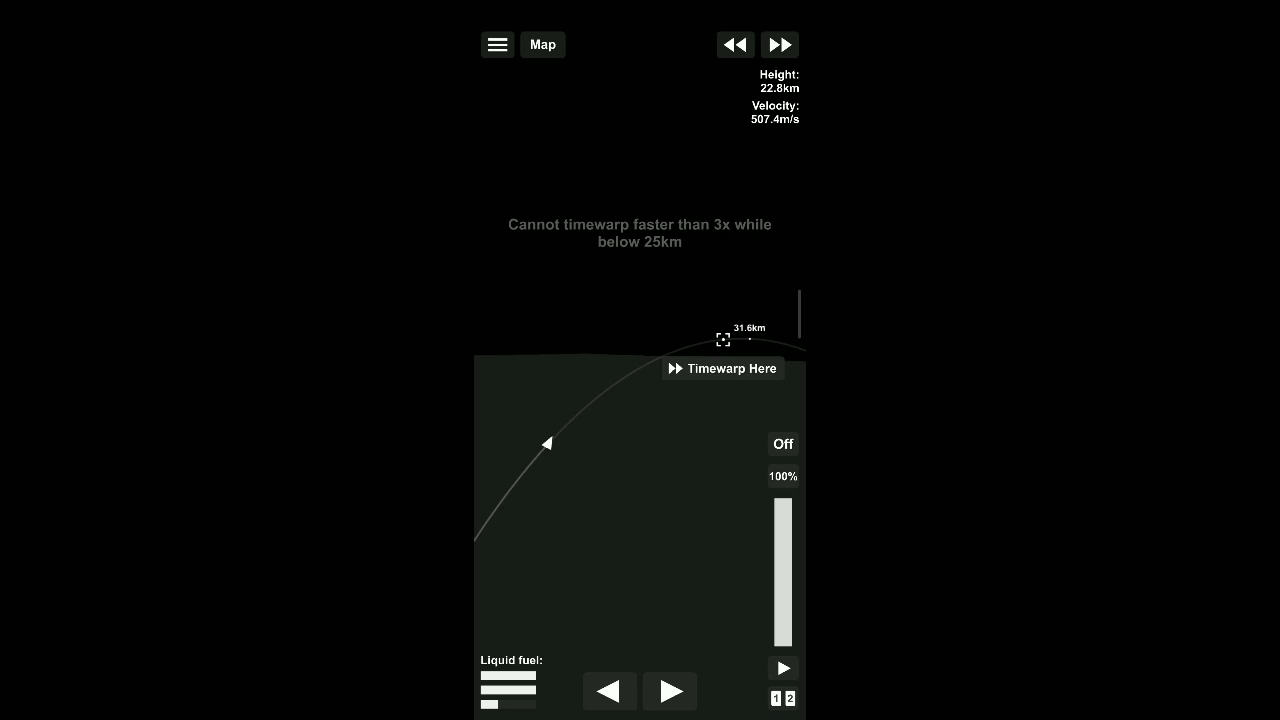 Map
Height:
22.8km
Velocity:
507.4m/s
Cannot timewarp faster than 3x while
below 25km
31.6km
Timewarp Here
Off
100%
Liquid fuel:
1 2